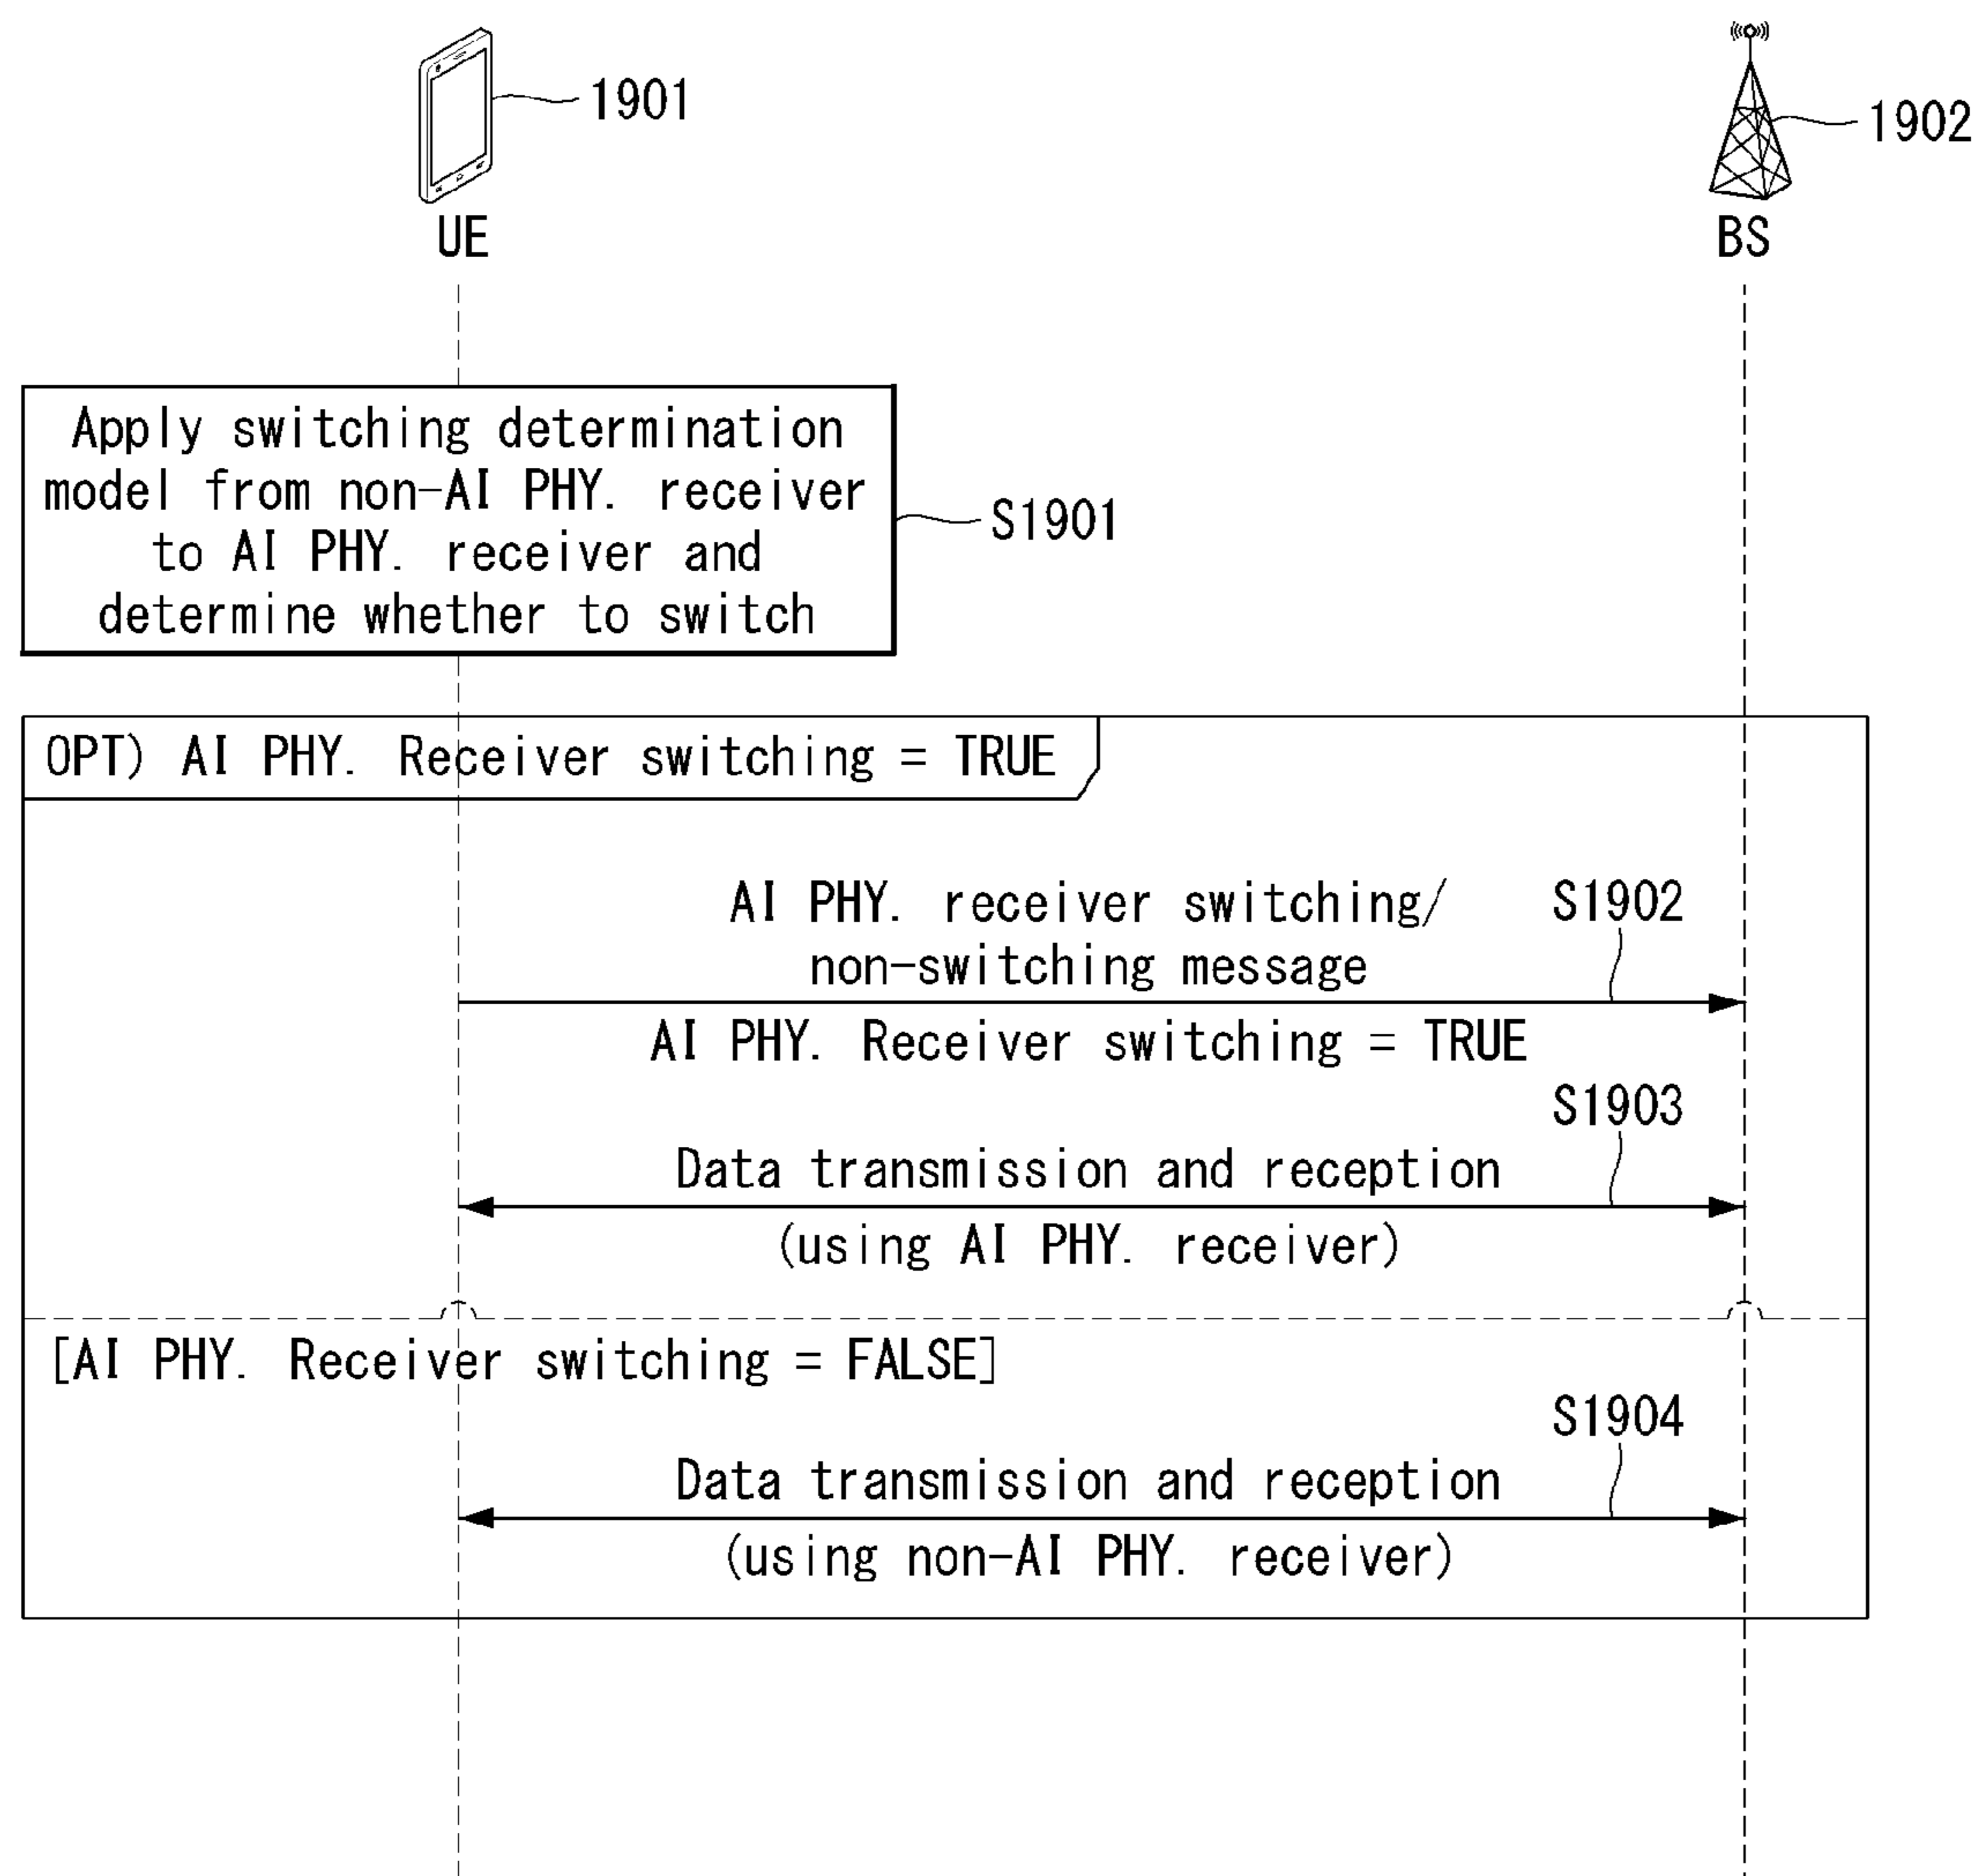 1901
1902
UE
BS
Apply switching determination
model from non-AI PHY. receiver
to AI PHY. receiver and
determine whether to switch
S1901
OPT) AI PHY. Receiver switching = TRUE
AI PHY. receiver switching/
non-switching message
S1902
AI PHY. Receiver switching = TRUE
S1903
Data transmission and reception
(using AI PHY. receiver)
[AI PHY. Receiver switching = FALSE]
S1904
Data transmission and reception
(using non-AI PHY. receiver)